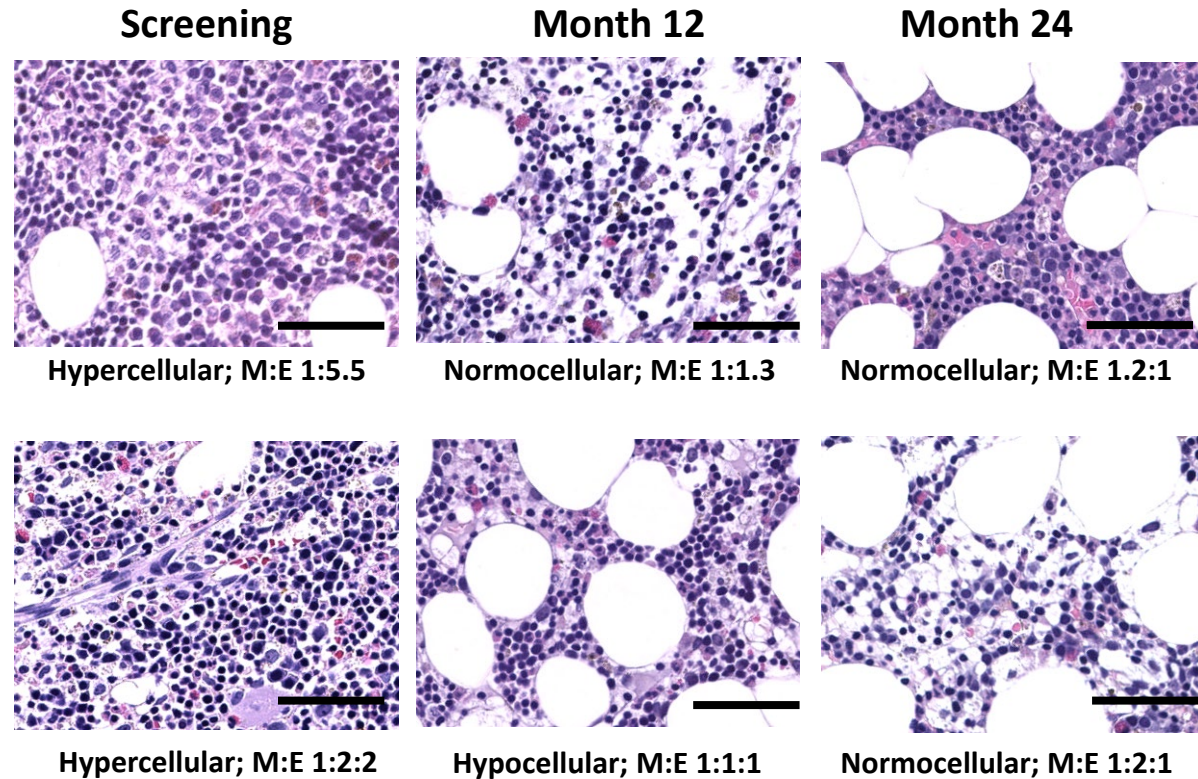 Screening
Month 12
Month 24
Hypercellular; M:E 1:5.5
Normocellular; M:E 1:1.3
Normocellular; M:E 1.2:1
Hypercellular; M:E 1:2:2
Hypocellular; M:E 1:1:1
Normocellular; M:E 1:2:1